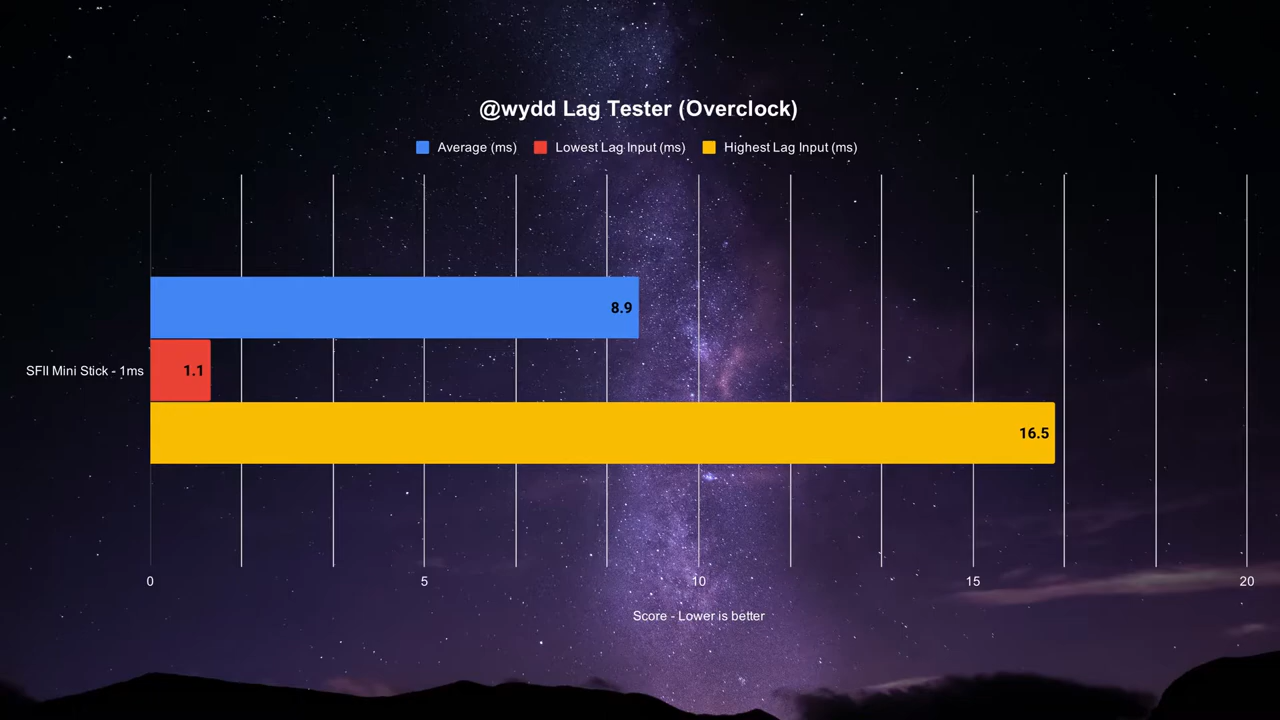 @wydd Lag Tester (Overclock)
Average (ms) Lowest Lag Input (ms) Highest Lag Input (ms)
8.9
SFII Mini Stick - 1ms 1.1
16.5
0 5 10 15 20
Score - Lower is better